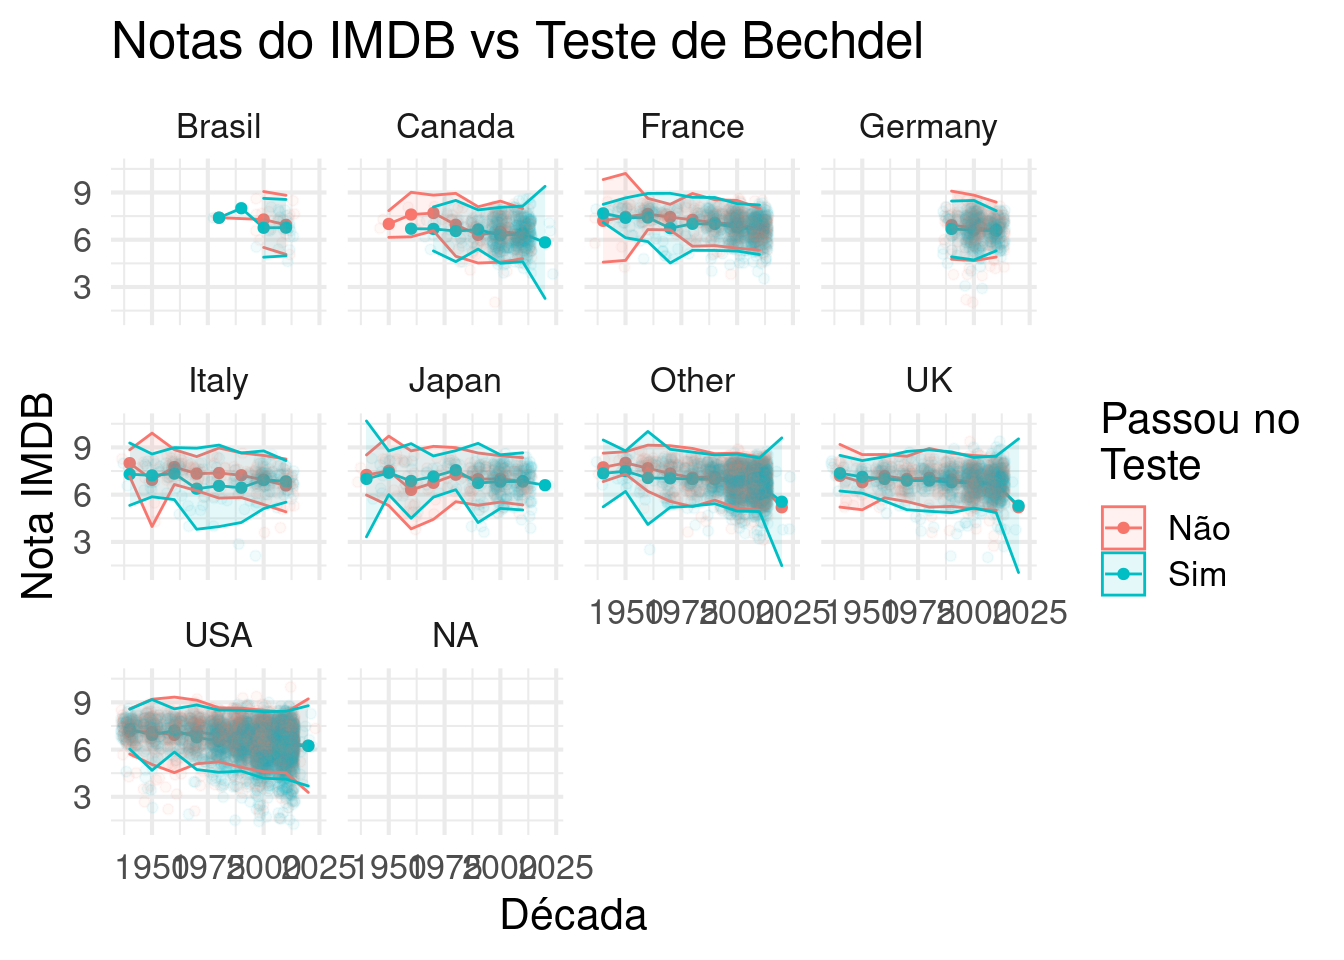 Notas do IMDB vs Teste de Bechdel
Brasil Canada France Germany
9
6
3
Italy Japan Other UK
9
6
3
1950 1975 2000 2025 1950 1975 2000 2025
USA NA
9
6
3
1950 1975 2000 2025 1950 1975 2000 2025
Década
Nota IMDB
Passou no
Teste
Não
Sim